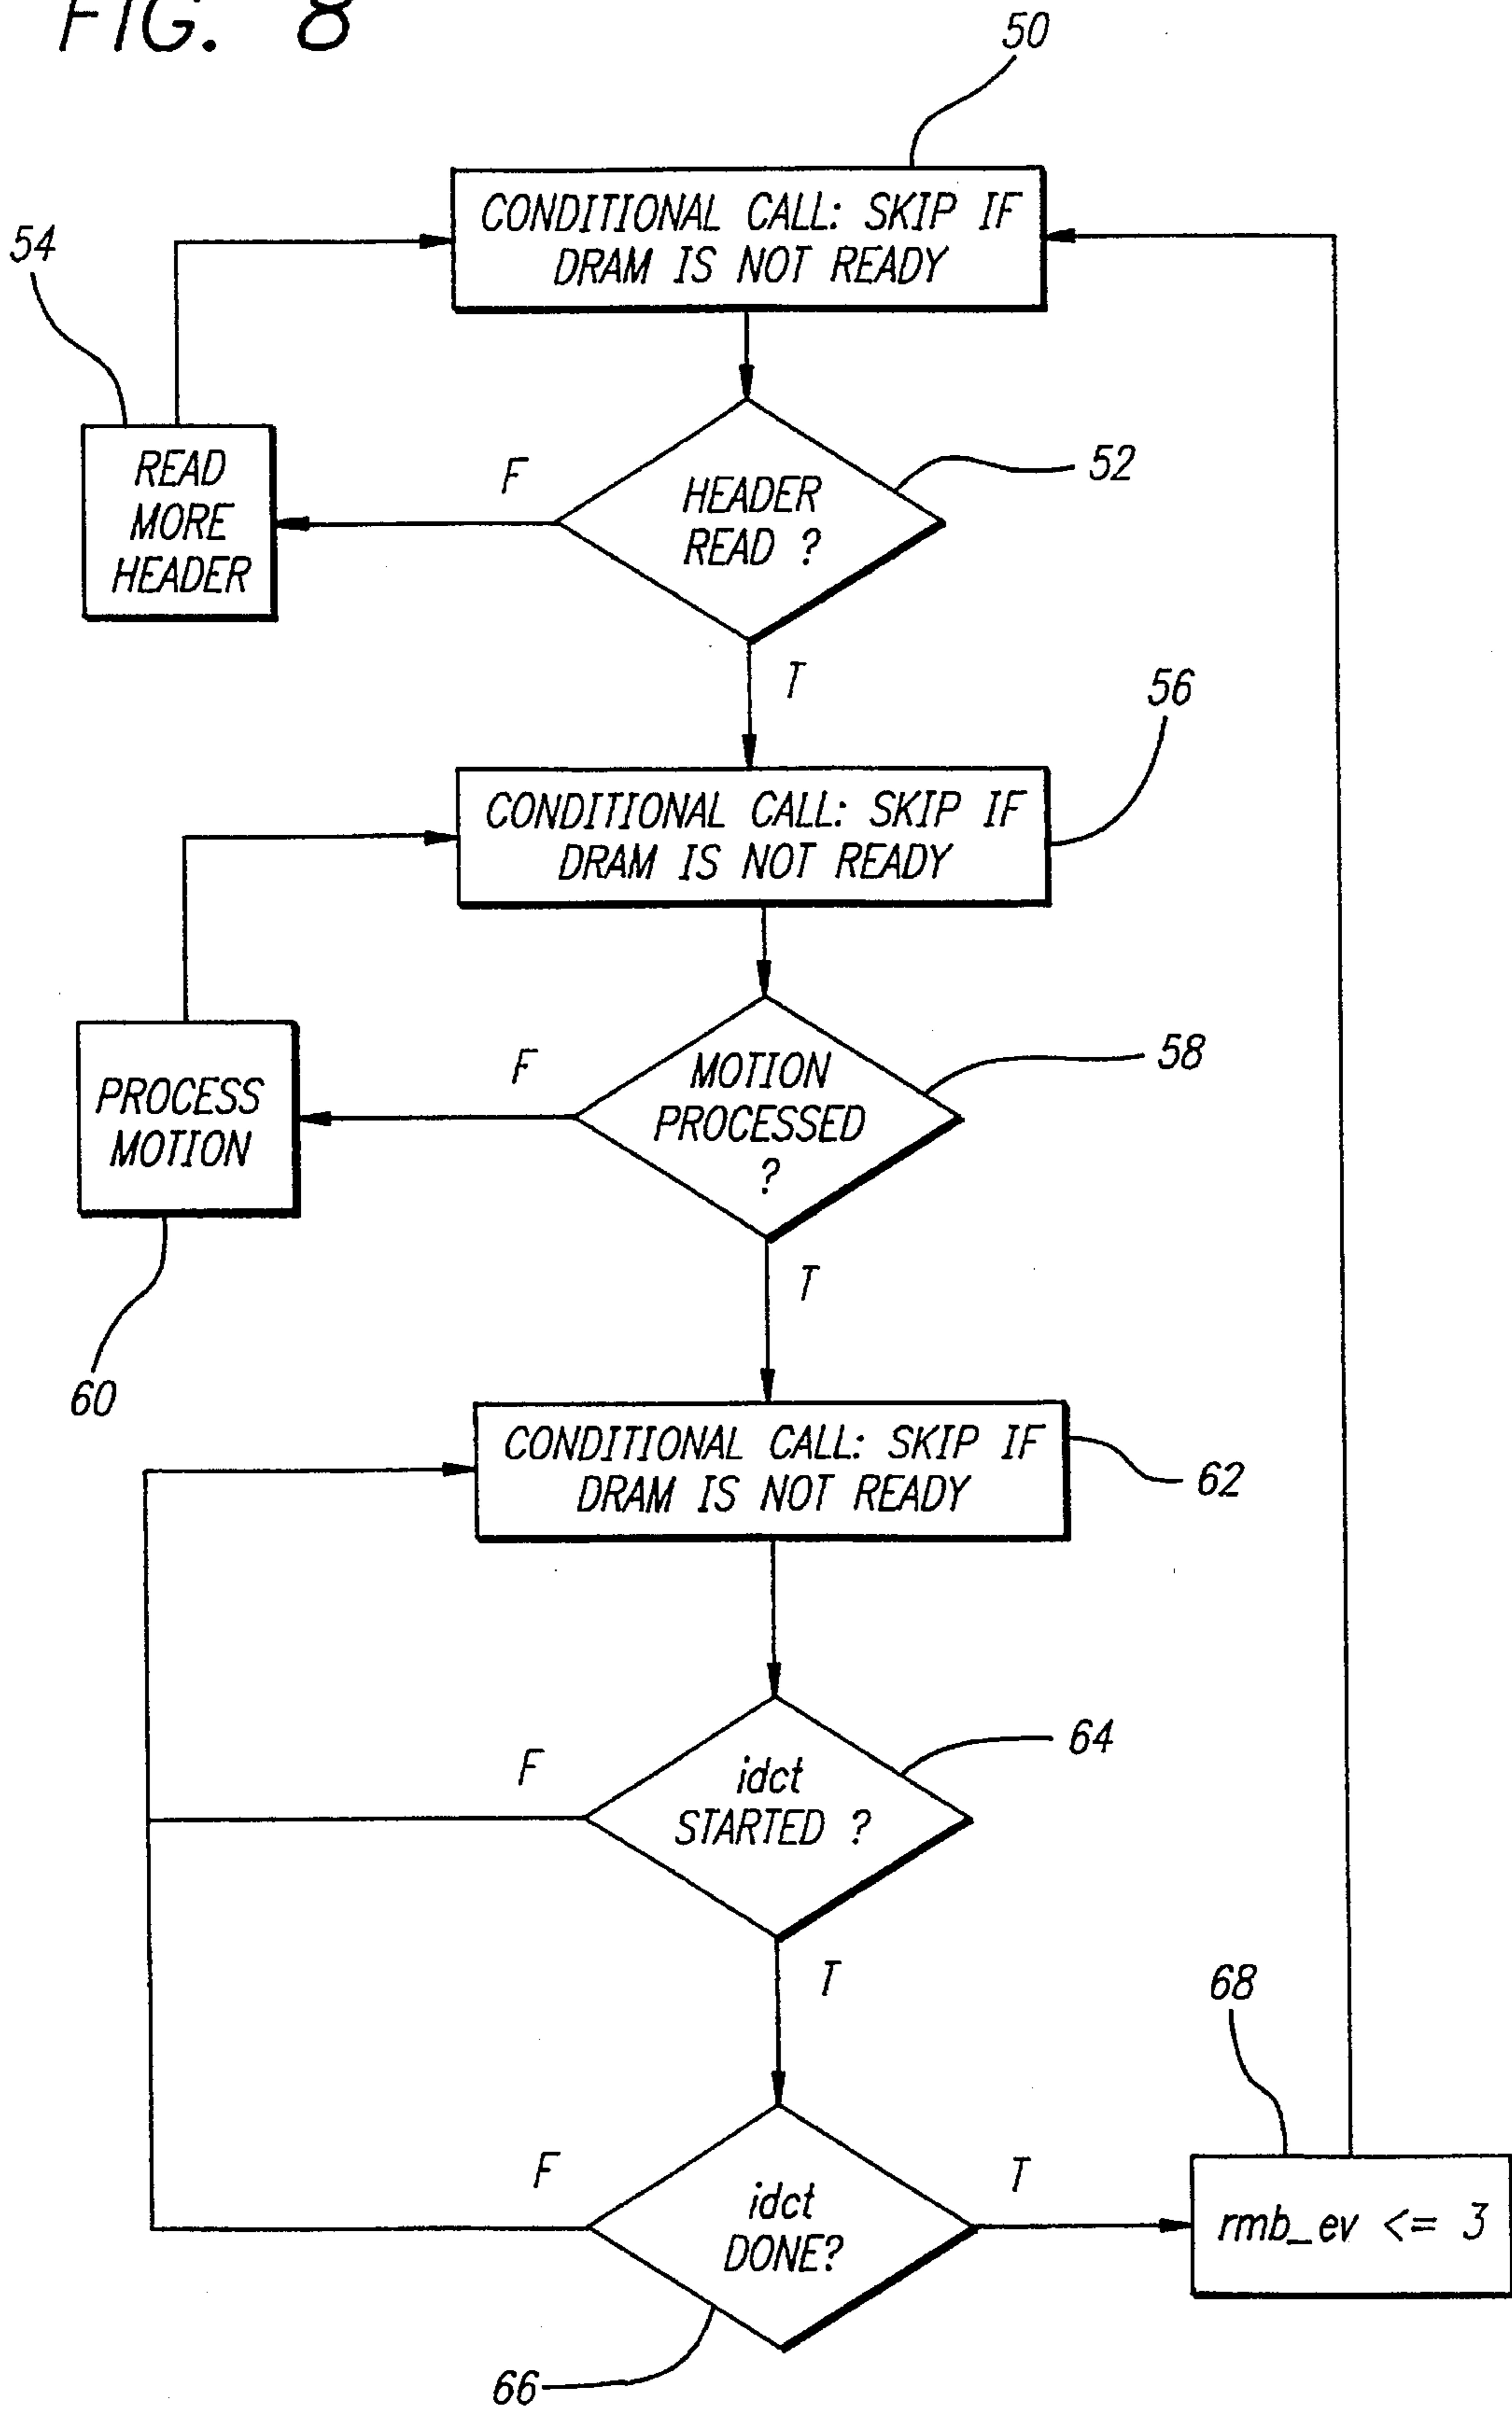 FIG. 8
50
CONDITIONAL CALL: SKIP IF
DRAM IS NOT READY
54
READ
MORE
HEADER
F
HEADER
READ ?
52
T
56
CONDITIONAL CALL: SKIP IF
DRAM IS NOT READY
PROCESS
MOTION
F
MOTION
PROCESSED
?
58
T
60
CONDITIONAL CALL: SKIP IF
DRAM IS NOT READY
62
F
idct
STARTED ?
64
T
68
F
idct
DONE?
T
rmb_ev <= 3
66